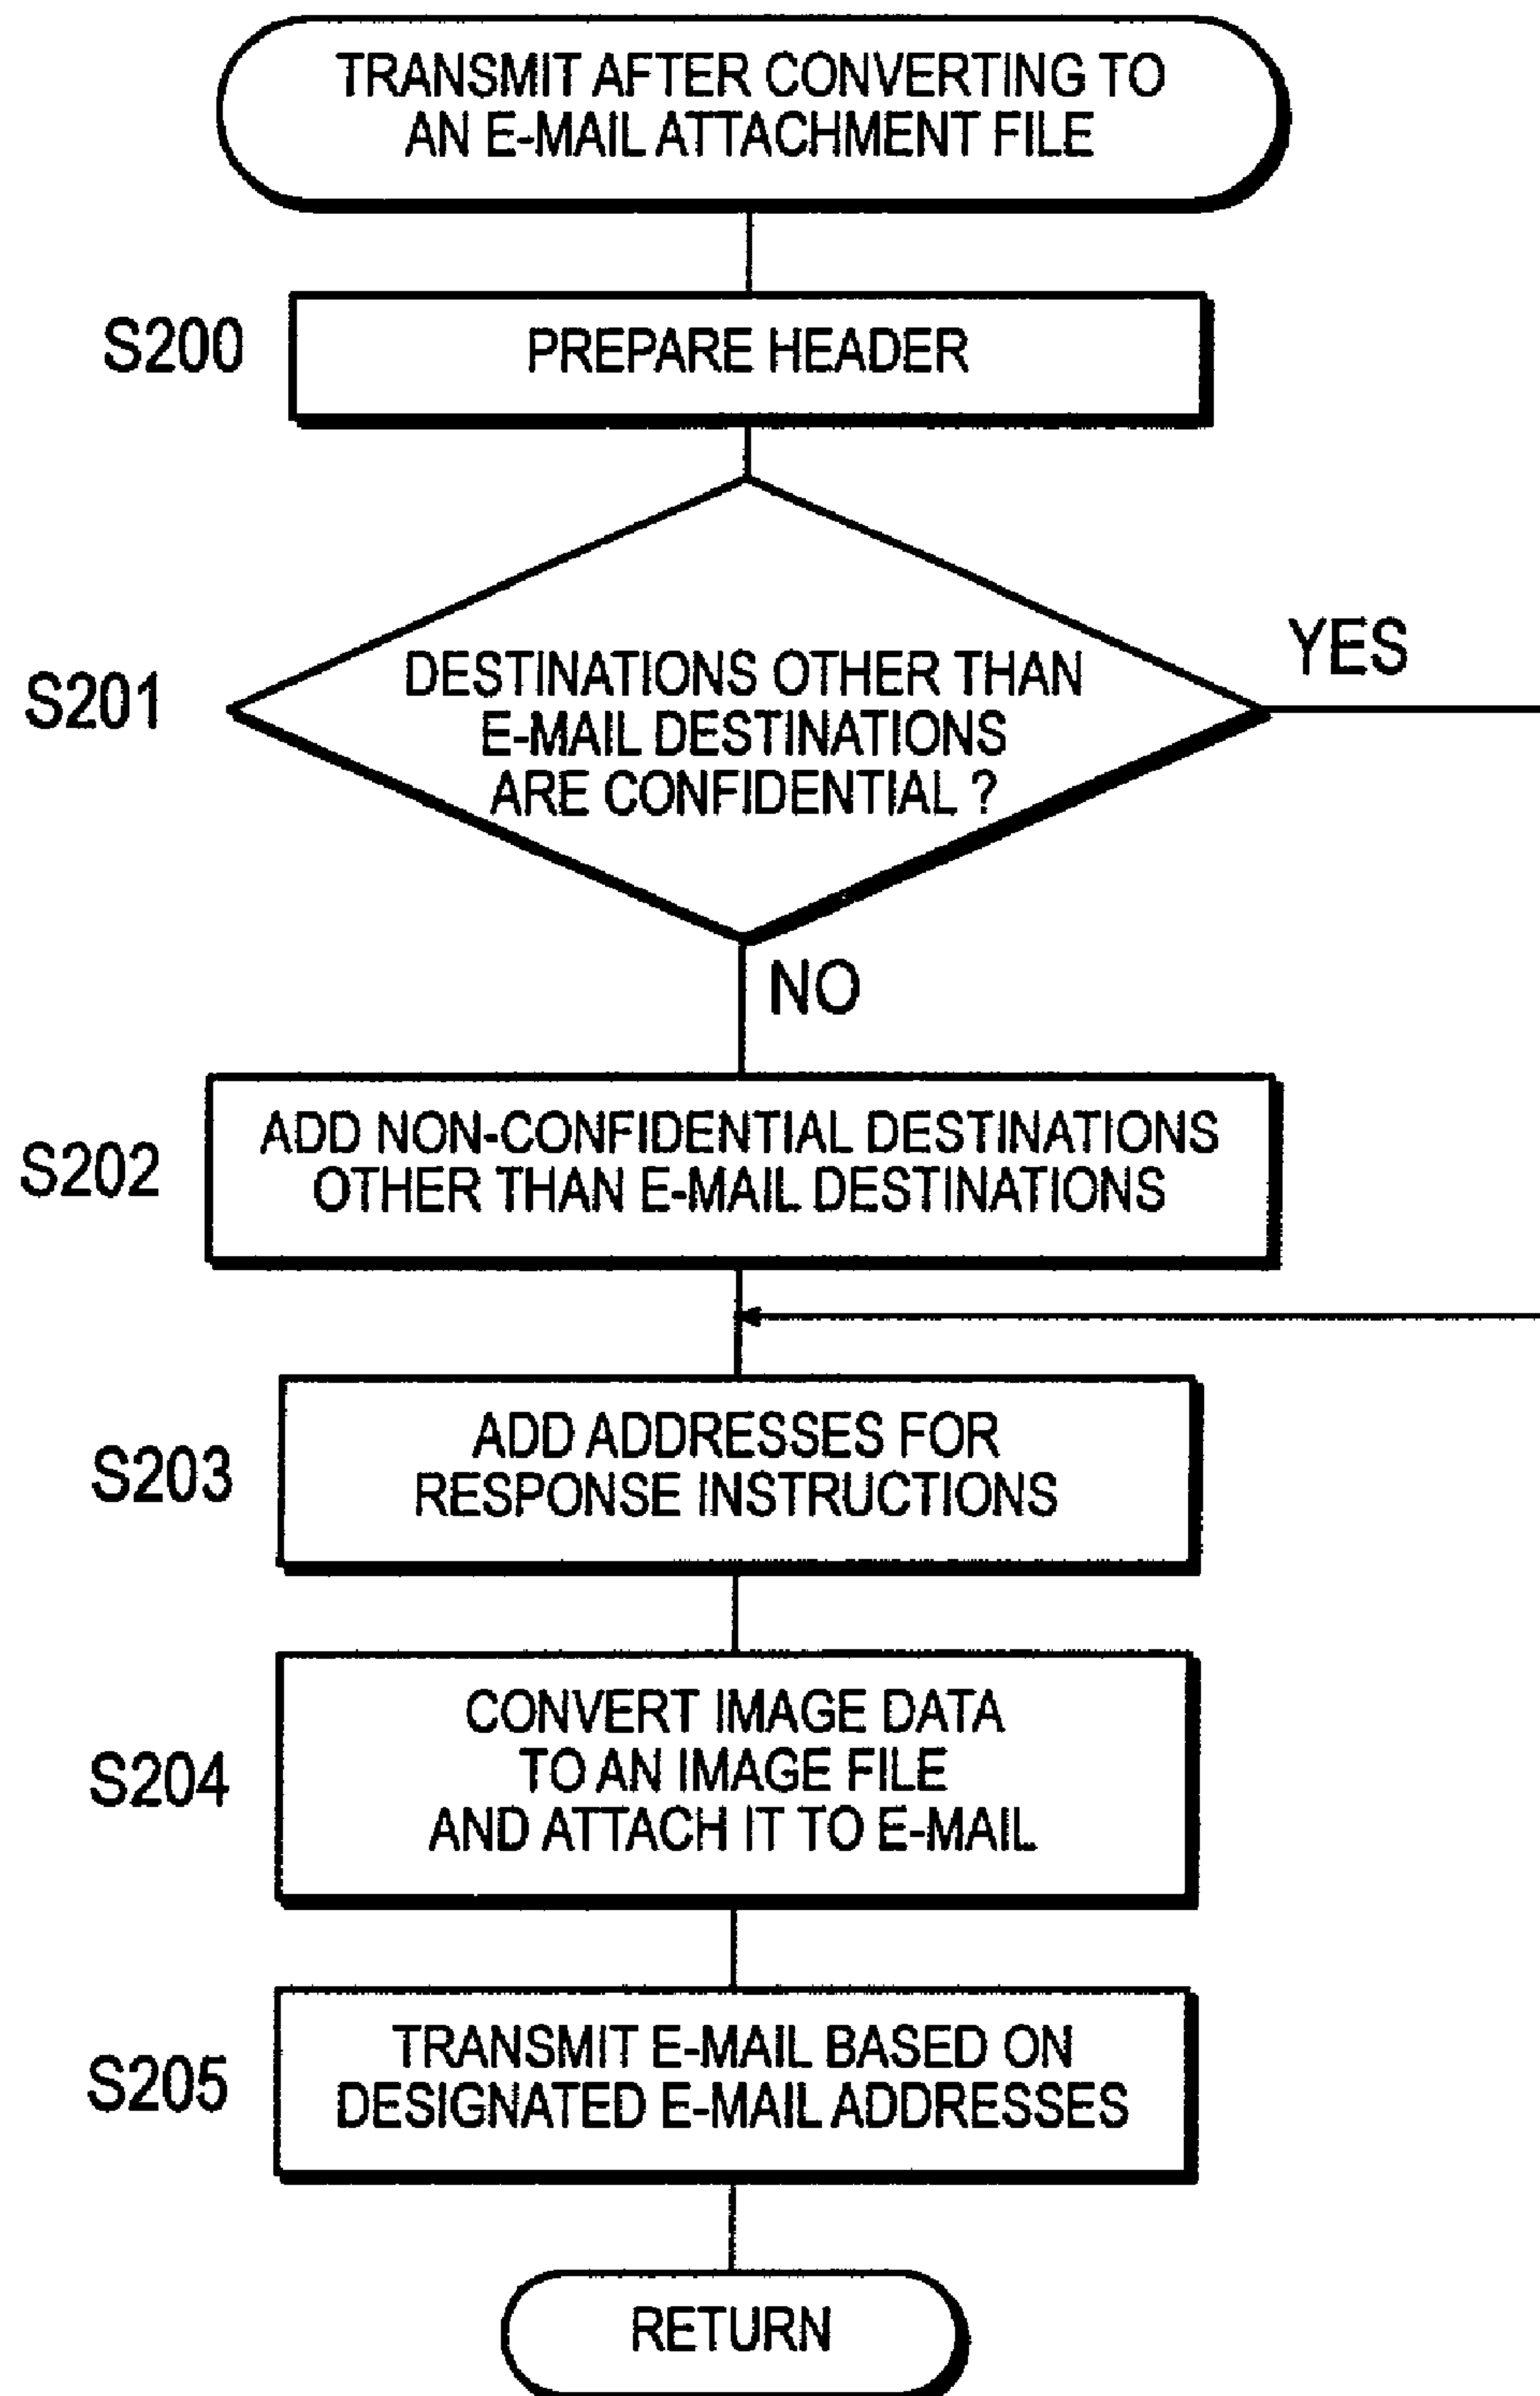 TRANSMIT AFTER CONVERTING TO
AN E-MAIL ATTACHMENT FILE
S200
PREPARE HEADER
S201
DESTINATIONS OTHER THAN
E-MAIL DESTINATIONS
ARE CONFIDENTIAL ?
YES
NO
S202
ADD NON-CONFIDENTIAL DESTINATIONS
OTHER THAN E-MAIL DESTINATIONS
S203
ADD ADDRESSES FOR
RESPONSE INSTRUCTIONS
S204
CONVERT IMAGE DATA
TO AN IMAGE FILE
AND ATTACH IT TO E-MAIL
S205
TRANSMIT E-MAIL BASED ON
DESIGNATED E-MAIL ADDRESSES
RETURN